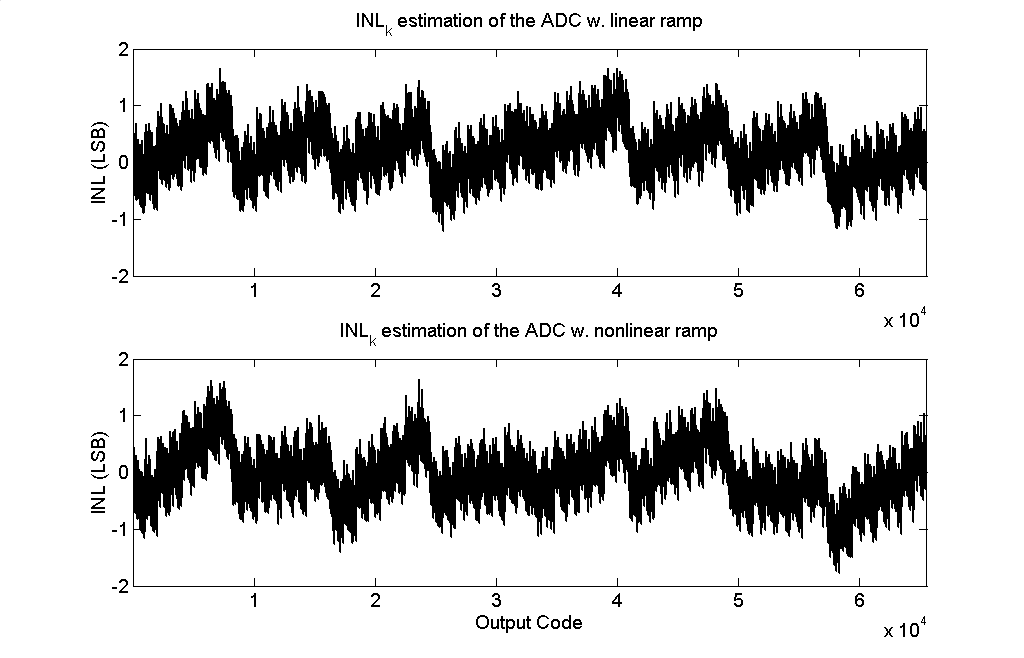 INLk estimation of the ADC w. linear ramp
2
1
0
-1
-2
INL (LSB)
1 2 3 4 5 6
x 10^4
INLk estimation of the ADC w. nonlinear ramp
2
1
0
-1
-2
INL (LSB)
1 2 3 4 5 6
Output Code
x 10^4